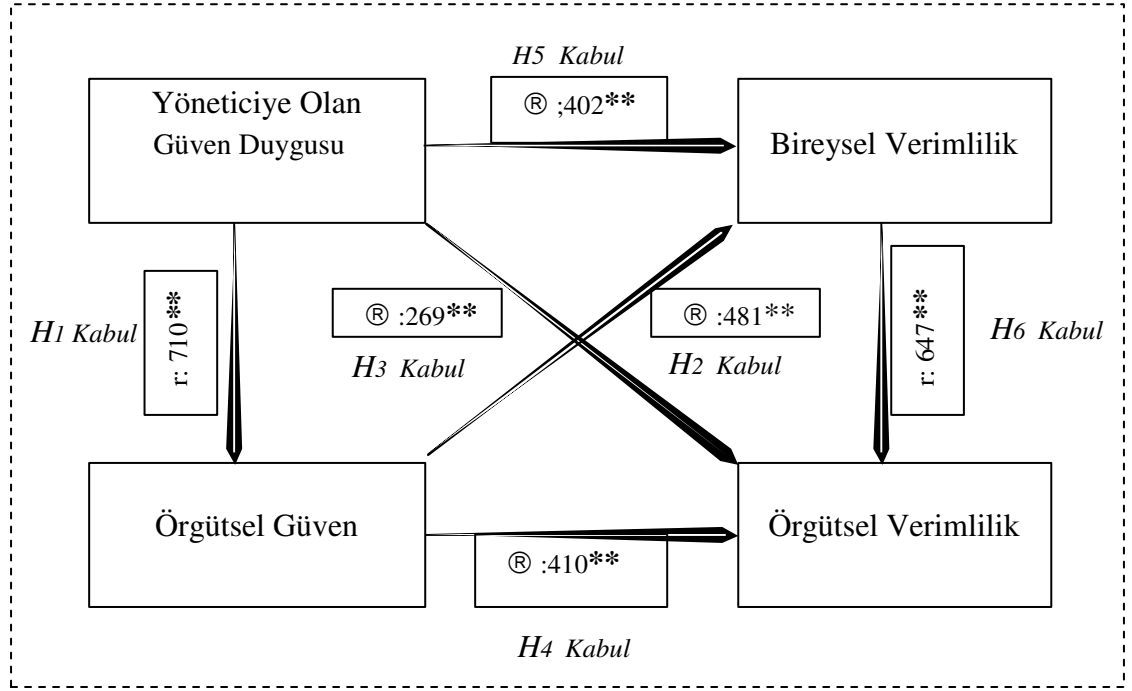 H5 Kabul
Yöneticiye Olan
Güven Duygusu
® ;402**
Bireysel Verimlilik
H1 Kabul
r: 710**
® :269**
H3 Kabul
® :481**
H2 Kabul
r: 647**
H6 Kabul
Örgütsel Güven
® :410**
Örgütsel Verimlilik
H4 Kabul